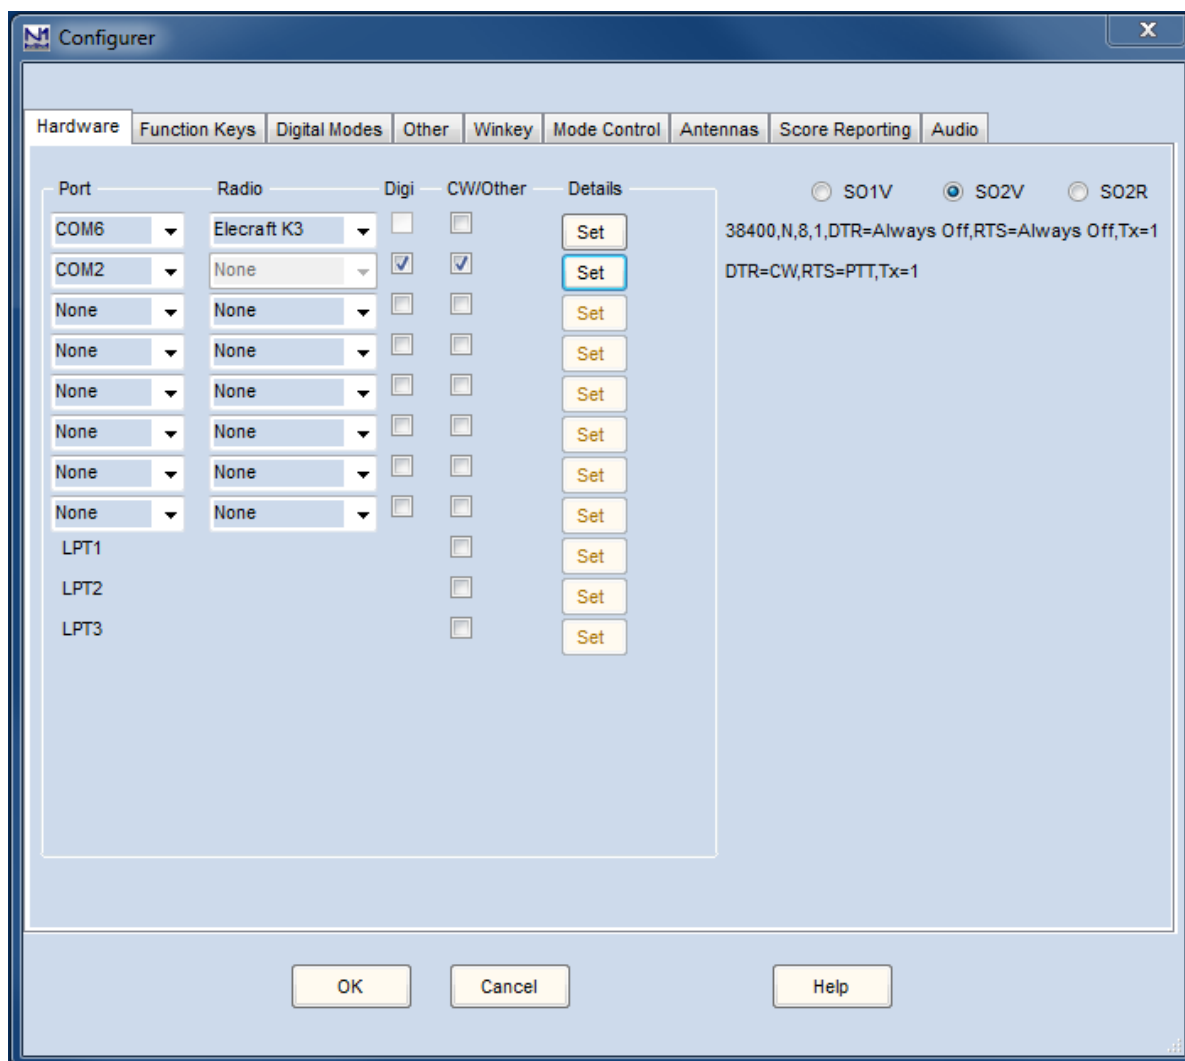 N1
Configurer
X
Hardware Function Keys Digital Modes Other Winkey Mode Control Antennas Score Reporting Audio
Port Radio Digi CW/Other Details SO1V SO2V SO2R
COM6 Elecraft K3 Set 38400,N,8,1,DTR=Always Off,RTS=Always Off,Tx=1
COM2 None Set DTR=CW,RTS=PTT,Tx=1
None None Set
None None Set
None None Set
None None Set
None None Set
None None Set
LPT1 Set
LPT2 Set
LPT3 Set
OK Cancel Help